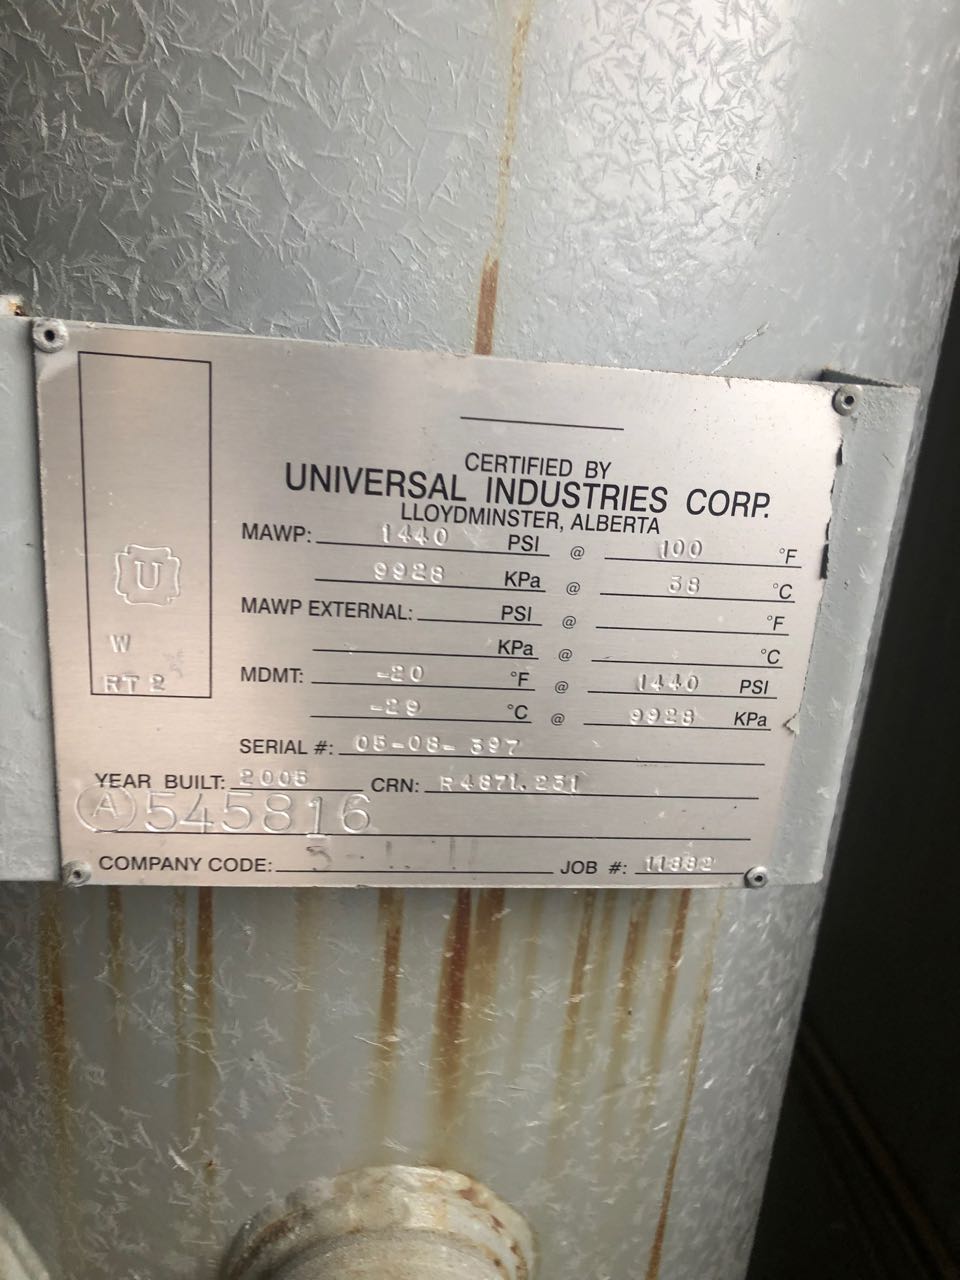 CERTIFIED BY
UNIVERSAL INDUSTRIES CORP.
LLOYDMINSTER, ALBERTA
MAWP: 1440 PSI @ 100 °F
9928 KPa @ 38 °C
MAWP EXTERNAL: PSI @ °F
KPa @ °C
U
W
RT 2
MDMT: -20 °F @ 1440 PSI
-29 °C @ 9928 KPa
SERIAL #: 05-08-397
YEAR BUILT: 2005 CRN: R4871.231
A 545816
COMPANY CODE: JOB #: 11332